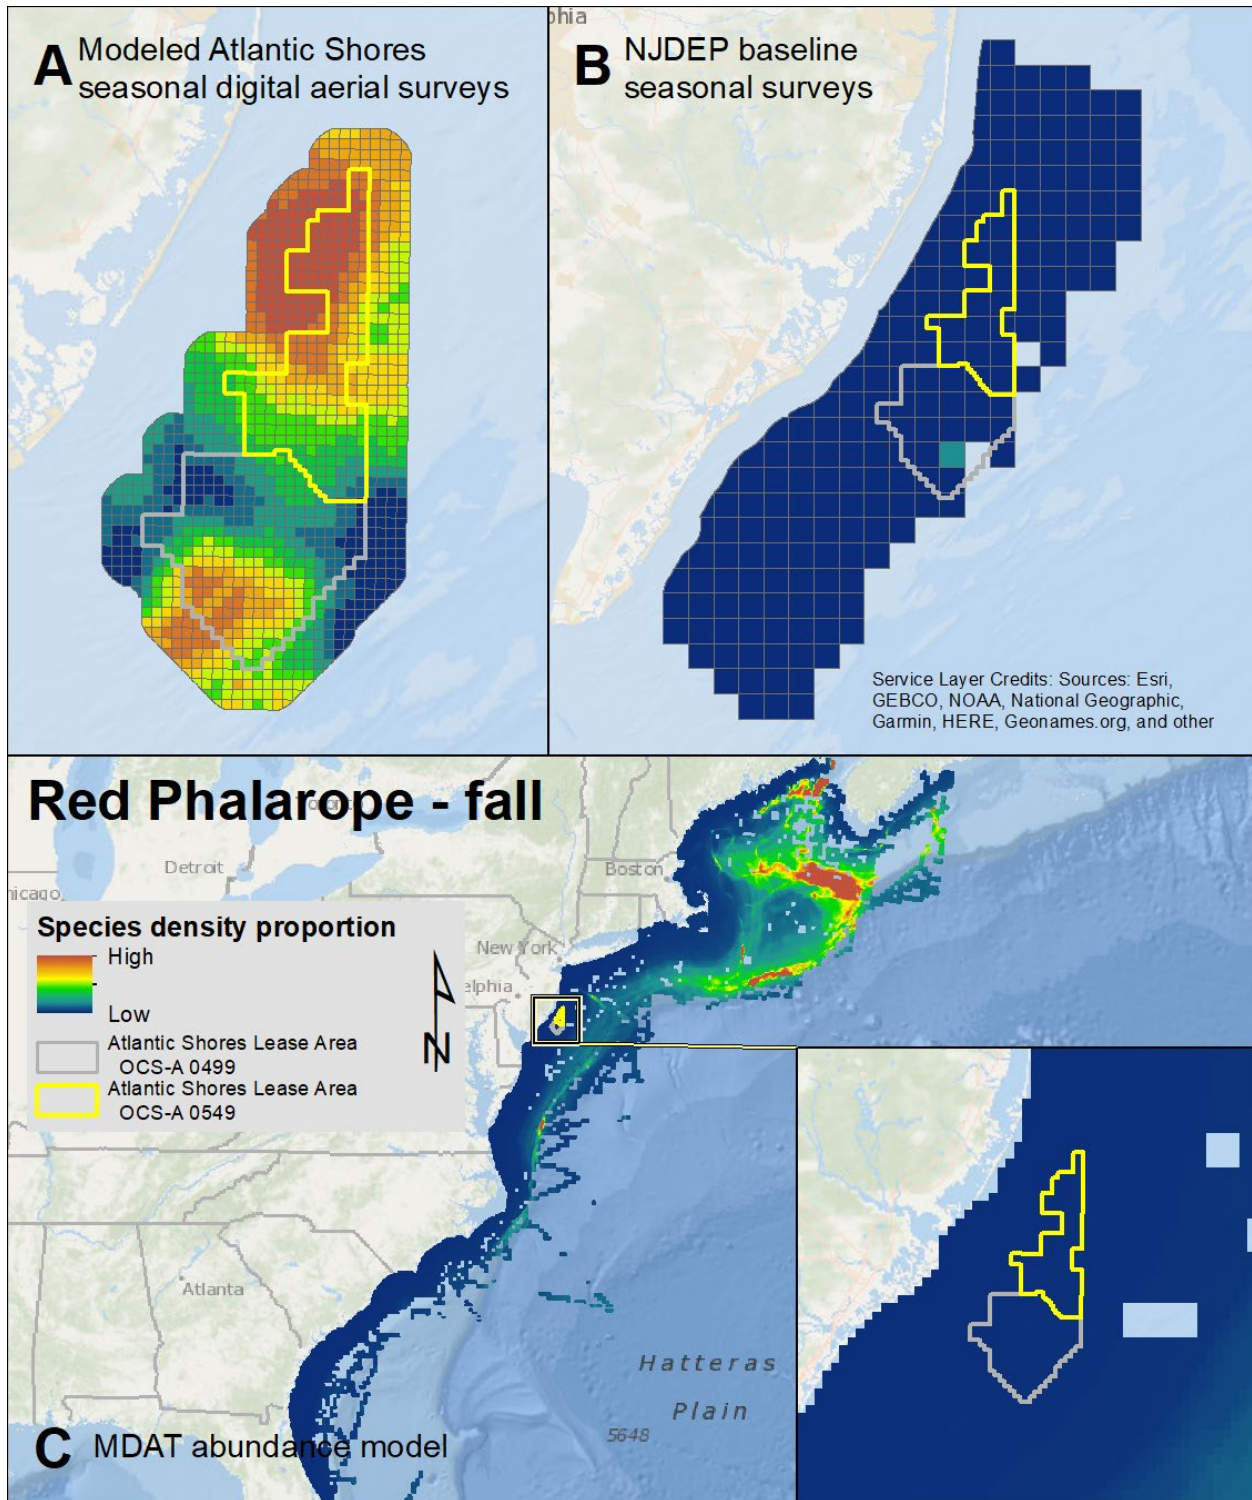 A Modeled Atlantic Shores
seasonal digital aerial surveys
phia
B NJDEP baseline
seasonal surveys
Service Layer Credits: Sources: Esri,
GEBCO, NOAA, National Geographic,
Garmin, HERE, Geonames.org, and other
Red Phalarope - fall
Detroit
Boston
hicago
Species density proportion
High
Low
Atlantic Shores Lease Area
OCS-A 0499
Atlantic Shores Lease Area
OCS-A 0549
N
New York
elphia
Atlanta
Hatteras
Plain
5648
C MDAT abundance model